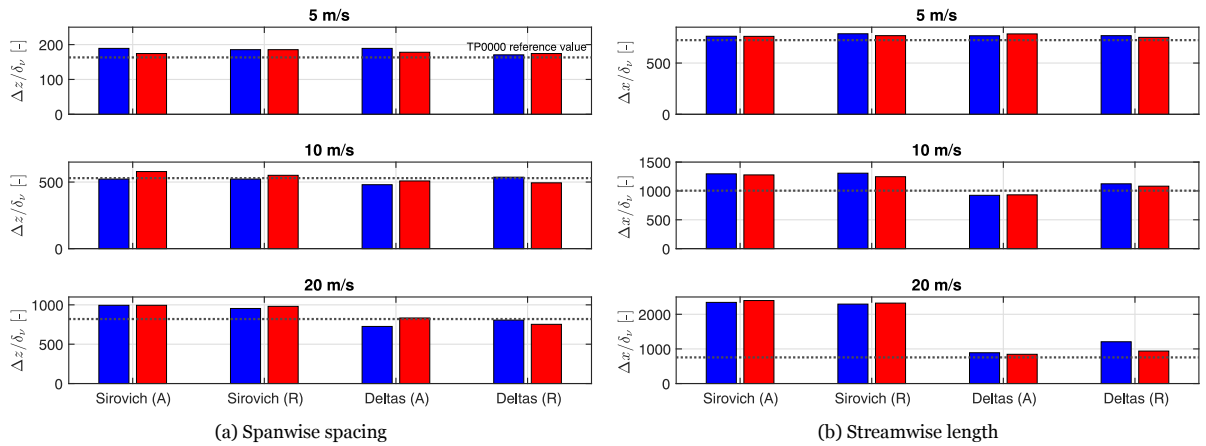 5 m/s
Δz/δν [-]
200
100
0
TP0000 reference value
10 m/s
Δz/δν [-]
500
0
20 m/s
Δz/δν [-]
1000
500
0
Sirovich (A) Sirovich (R) Deltas (A) Deltas (R)
(a) Spanwise spacing
5 m/s
Δx/δν [-]
500
0
10 m/s
Δx/δν [-]
1500
1000
500
0
20 m/s
Δx/δν [-]
2000
1000
0
Sirovich (A) Sirovich (R) Deltas (A) Deltas (R)
(b) Streamwise length